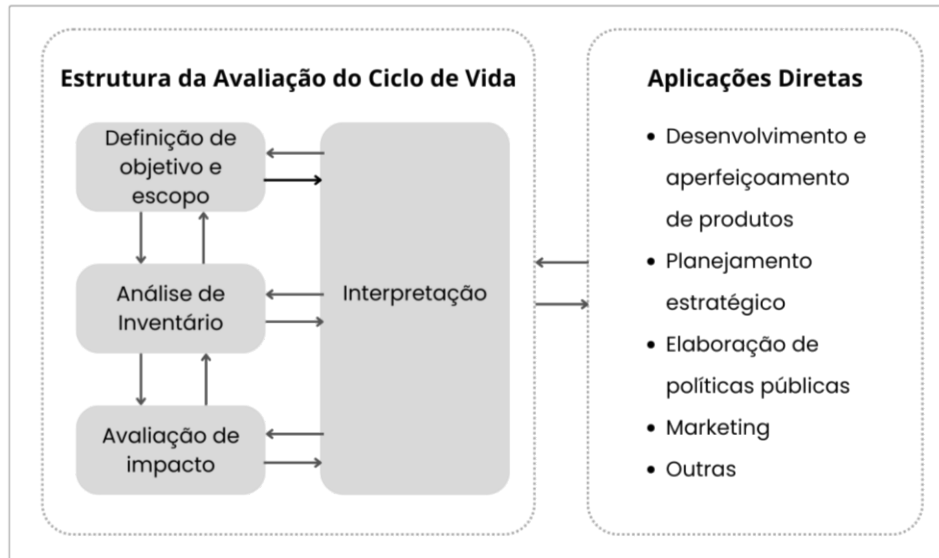 Estrutura da Avaliação do Ciclo de Vida
Definição de
objetivo e
escopo
Análise de
Inventário
Avaliação de
impacto
Interpretação
Aplicações Diretas
• Desenvolvimento e
aperfeiçoamento
de produtos
• Planejamento
estratégico
• Elaboração de
políticas públicas
• Marketing
• Outras